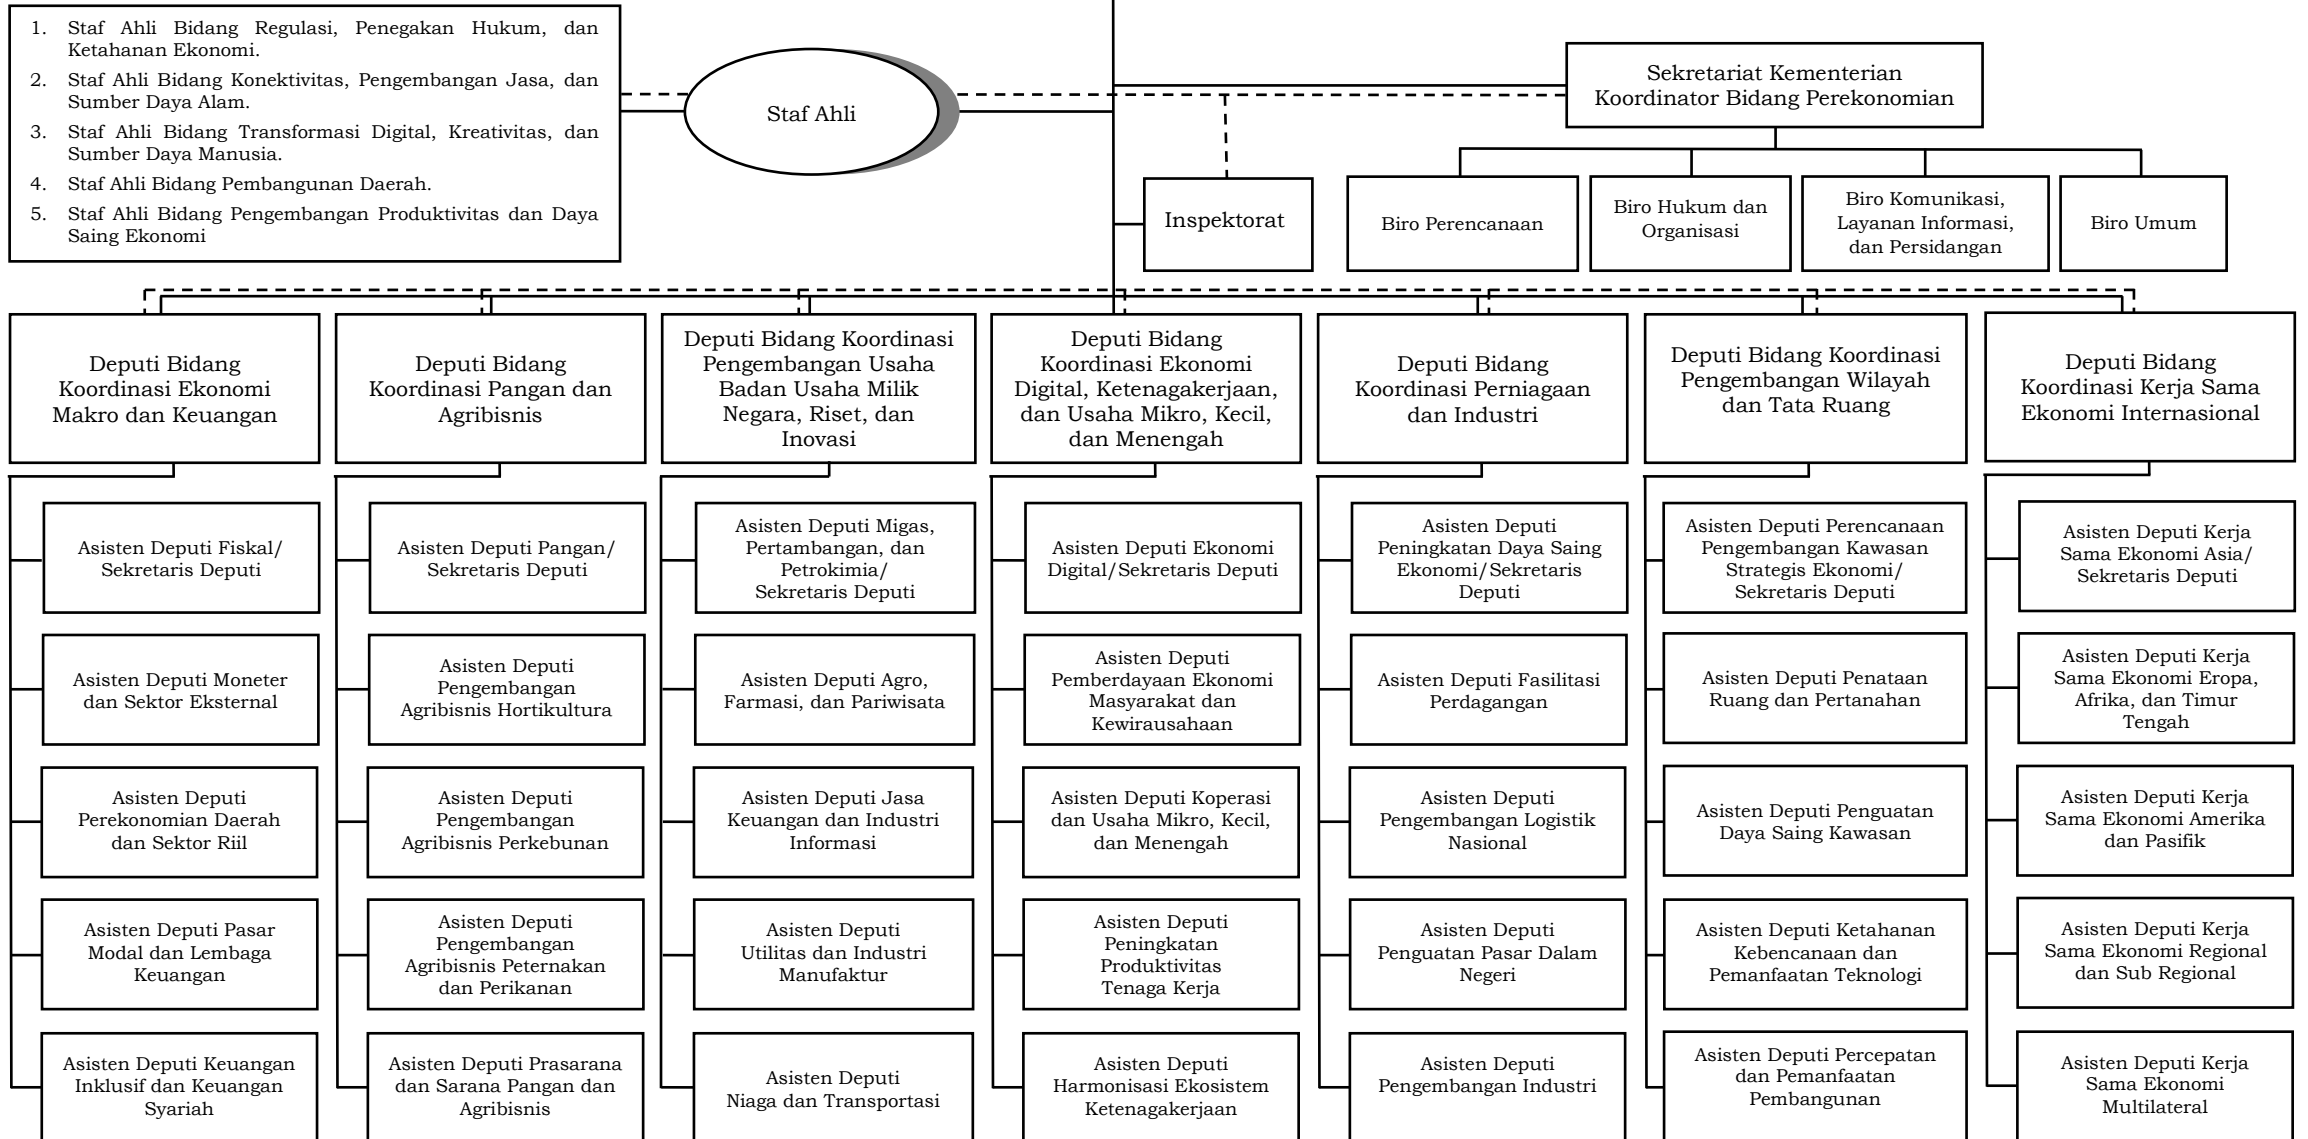 1. Staf Ahli Bidang Regulasi, Penegakan Hukum, dan
Ketahanan Ekonomi.
2. Staf Ahli Bidang Konektivitas, Pengembangan Jasa, dan
Sumber Daya Alam.
3. Staf Ahli Bidang Transformasi Digital, Kreativitas, dan
Sumber Daya Manusia.
4. Staf Ahli Bidang Pembangunan Daerah.
5. Staf Ahli Bidang Pengembangan Produktivitas dan Daya
Saing Ekonomi
Staf Ahli
Sekretariat Kementerian
Koordinator Bidang Perekonomian
Inspektorat
Biro Perencanaan
Biro Hukum dan
Organisasi
Biro Komunikasi,
Layanan Informasi,
dan Persidangan
Biro Umum
Deputi Bidang
Koordinasi Ekonomi
Makro dan Keuangan
Deputi Bidang
Koordinasi Pangan dan
Agribisnis
Deputi Bidang Koordinasi
Pengembangan Usaha
Badan Usaha Milik
Negara, Riset, dan
Inovasi
Deputi Bidang
Koordinasi Ekonomi
Digital, Ketenagakerjaan,
dan Usaha Mikro, Kecil,
dan Menengah
Deputi Bidang
Koordinasi Perniagaan
dan Industri
Deputi Bidang Koordinasi
Pengembangan Wilayah
dan Tata Ruang
Deputi Bidang
Koordinasi Kerja Sama
Ekonomi Internasional
Asisten Deputi Fiskal/
Sekretaris Deputi
Asisten Deputi Pangan/
Sekretaris Deputi
Asisten Deputi Migas,
Pertambangan, dan
Petrokimia/
Sekretaris Deputi
Asisten Deputi Ekonomi
Digital/Sekretaris Deputi
Asisten Deputi
Peningkatan Daya Saing
Ekonomi/Sekretaris
Deputi
Asisten Deputi Perencanaan
Pengembangan Kawasan
Strategis Ekonomi/
Sekretaris Deputi
Asisten Deputi Kerja
Sama Ekonomi Asia/
Sekretaris Deputi
Asisten Deputi Moneter
dan Sektor Eksternal
Asisten Deputi
Pengembangan
Agribisnis Hortikultura
Asisten Deputi Agro,
Farmasi, dan Pariwisata
Asisten Deputi
Pemberdayaan Ekonomi
Masyarakat dan
Kewirausahaan
Asisten Deputi Fasilitasi
Perdagangan
Asisten Deputi Penataan
Ruang dan Pertanahan
Asisten Deputi Kerja
Sama Ekonomi Eropa,
Afrika, dan Timur
Tengah
Asisten Deputi
Perekonomian Daerah
dan Sektor Riil
Asisten Deputi
Pengembangan
Agribisnis Perkebunan
Asisten Deputi Jasa
Keuangan dan Industri
Informasi
Asisten Deputi Koperasi
dan Usaha Mikro, Kecil,
dan Menengah
Asisten Deputi
Pengembangan Logistik
Nasional
Asisten Deputi Penguatan
Daya Saing Kawasan
Asisten Deputi Kerja
Sama Ekonomi Amerika
dan Pasifik
Asisten Deputi Pasar
Modal dan Lembaga
Keuangan
Asisten Deputi
Pengembangan
Agribisnis Peternakan
dan Perikanan
Asisten Deputi
Utilitas dan Industri
Manufaktur
Asisten Deputi
Peningkatan
Produktivitas
Tenaga Kerja
Asisten Deputi
Penguatan Pasar Dalam
Negeri
Asisten Deputi Ketahanan
Kebencanaan dan
Pemanfaatan Teknologi
Asisten Deputi Kerja
Sama Ekonomi Regional
dan Sub Regional
Asisten Deputi Keuangan
Inklusif dan Keuangan
Syariah
Asisten Deputi Prasarana
dan Sarana Pangan dan
Agribisnis
Asisten Deputi
Niaga dan Transportasi
Asisten Deputi
Harmonisasi Ekosistem
Ketenagakerjaan
Asisten Deputi
Pengembangan Industri
Asisten Deputi Percepatan
dan Pemanfaatan
Pembangunan
Asisten Deputi Kerja
Sama Ekonomi
Multilateral